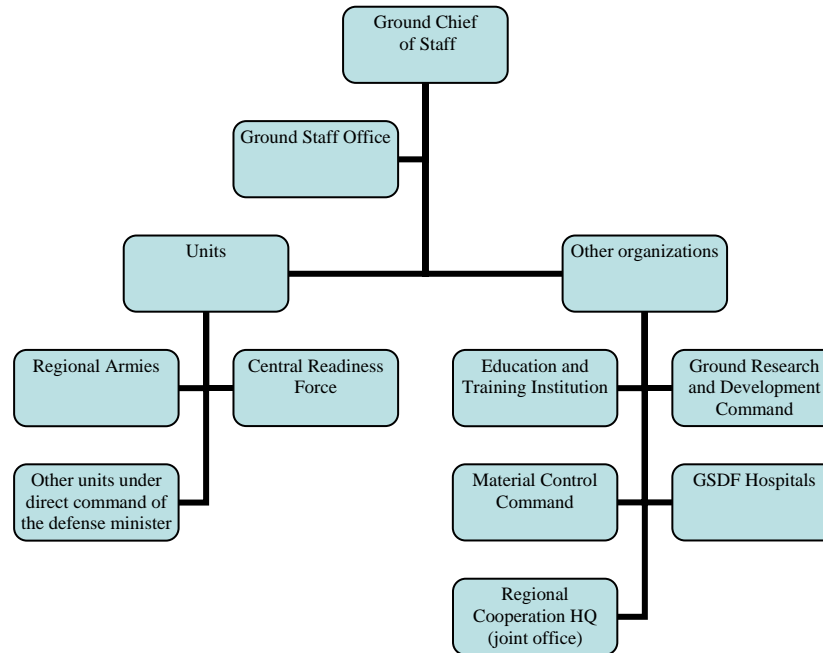 Ground Chief
of Staff
Ground Staff Office
Units
Other organizations
Regional Armies
Central Readiness
Force
Education and
Training Institution
Ground Research
and Development
Command
Other units under
direct command of
the defense minister
Material Control
Command
GSDF Hospitals
Regional
Cooperation HQ
(joint office)